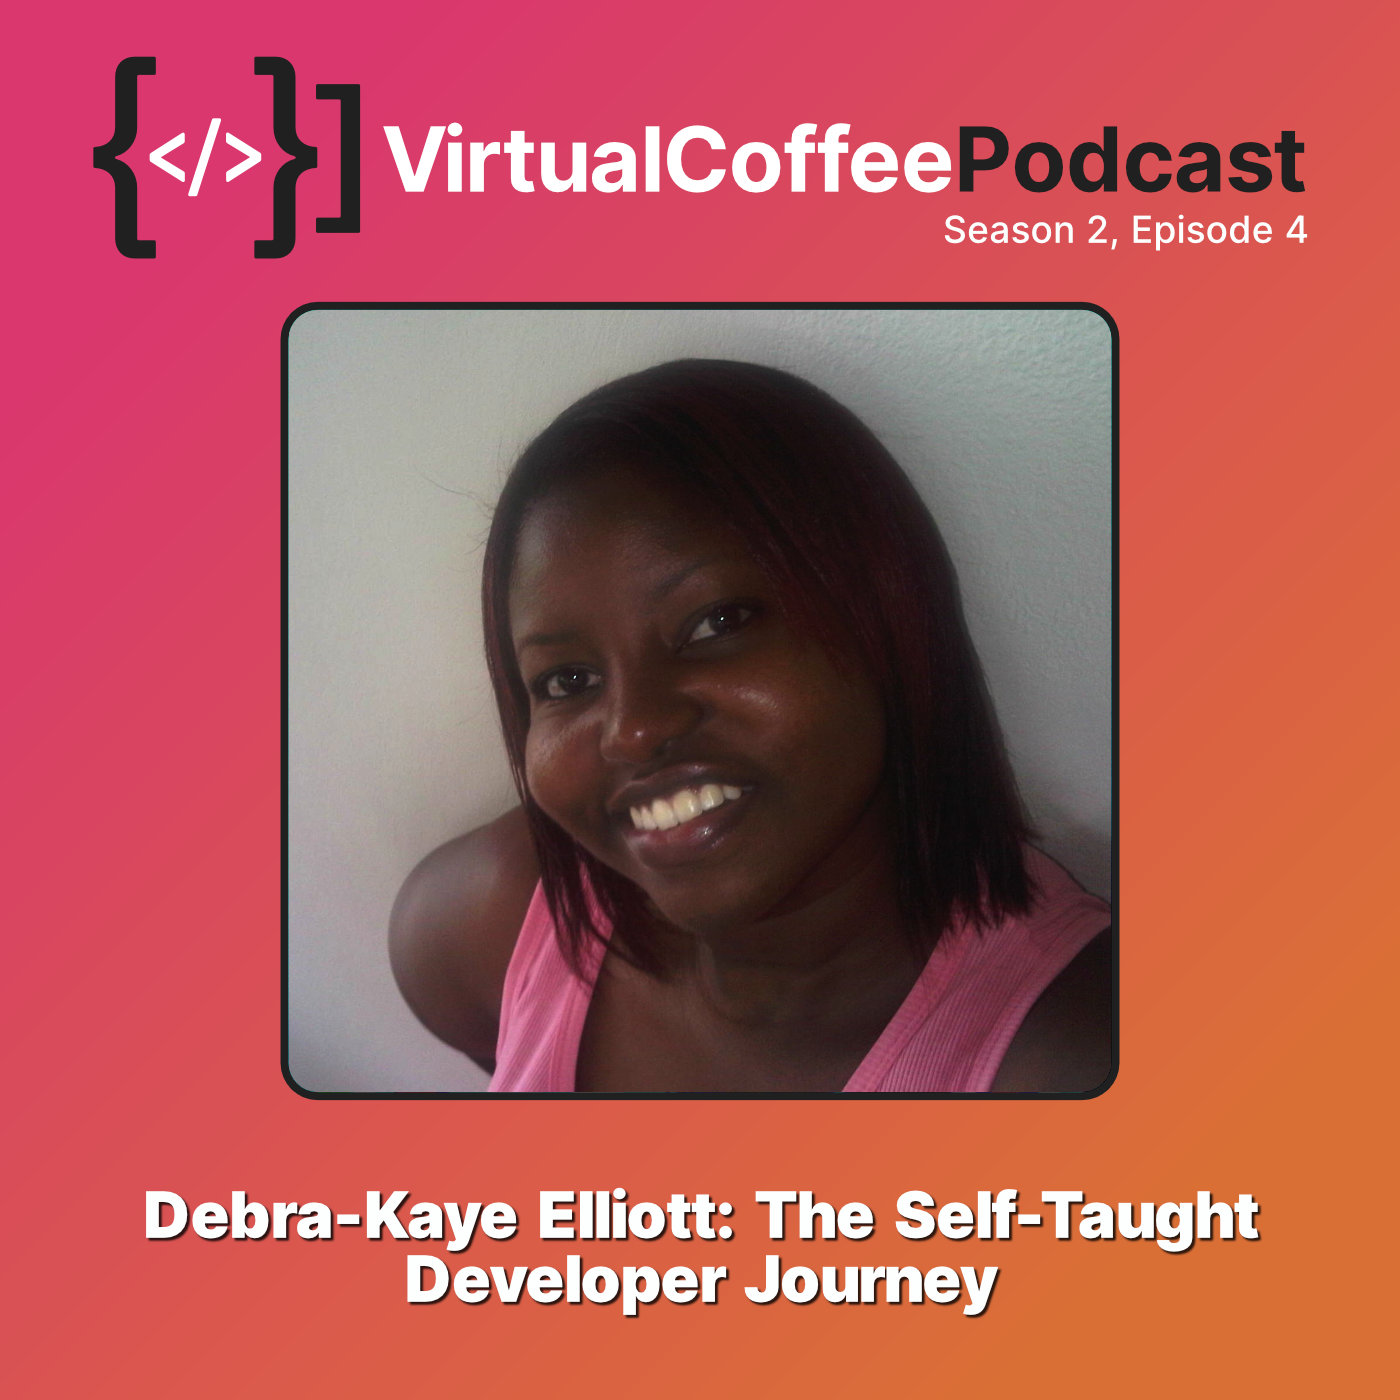 {</>}] VirtualCoffeePodcast
Season 2, Episode 4
Debra-Kaye Elliott: The Self-Taught
Developer Journey